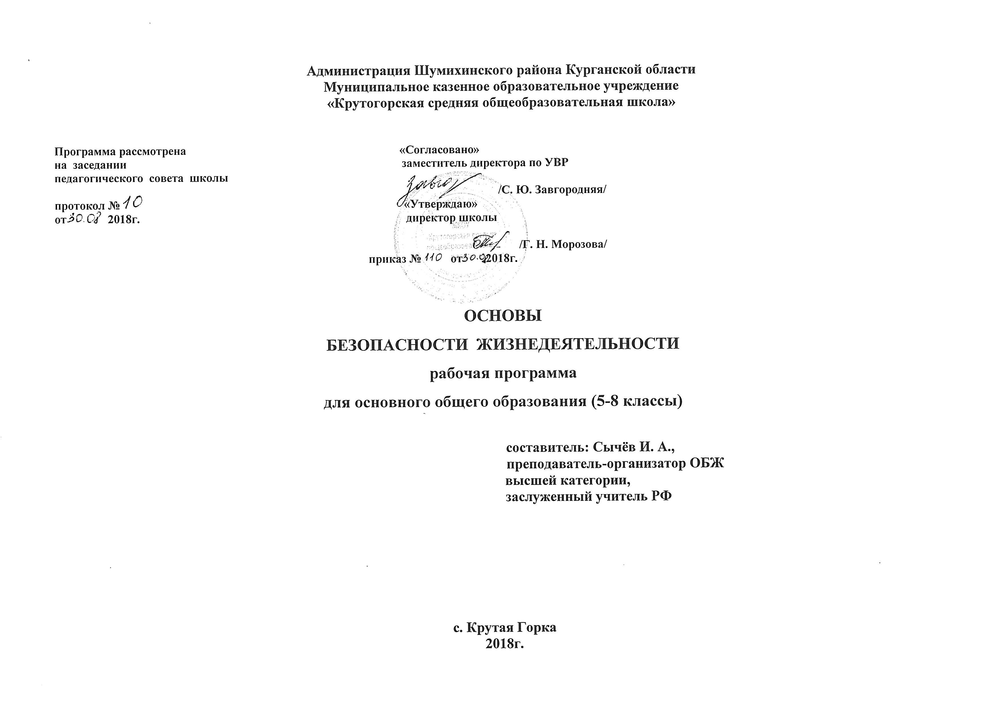 Администрация Шумихинского района Курганской области
Муниципальное казенное образовательное учреждение
«Крутогорская средняя общеобразовательная школа»
Программа рассмотрена
на заседании
педагогического совета школы
протокол № 10
от 30.08 2018г.
«Согласовано»
заместитель директора по УВР
/С. Ю. Завгородняя/
«Утверждаю»
директор школы
МКОУ
/Г. Н. Морозова/
приказ № 110 от 30.08 2018г.
ОСНОВЫ
БЕЗОПАСНОСТИ ЖИЗНЕДЕЯТЕЛЬНОСТИ
рабочая программа
для основного общего образования (5-8 классы)
составитель: Сычёв И. А.,
преподаватель-организатор ОБЖ
высшей категории,
заслуженный учитель РФ
с. Крутая Горка
2018г.